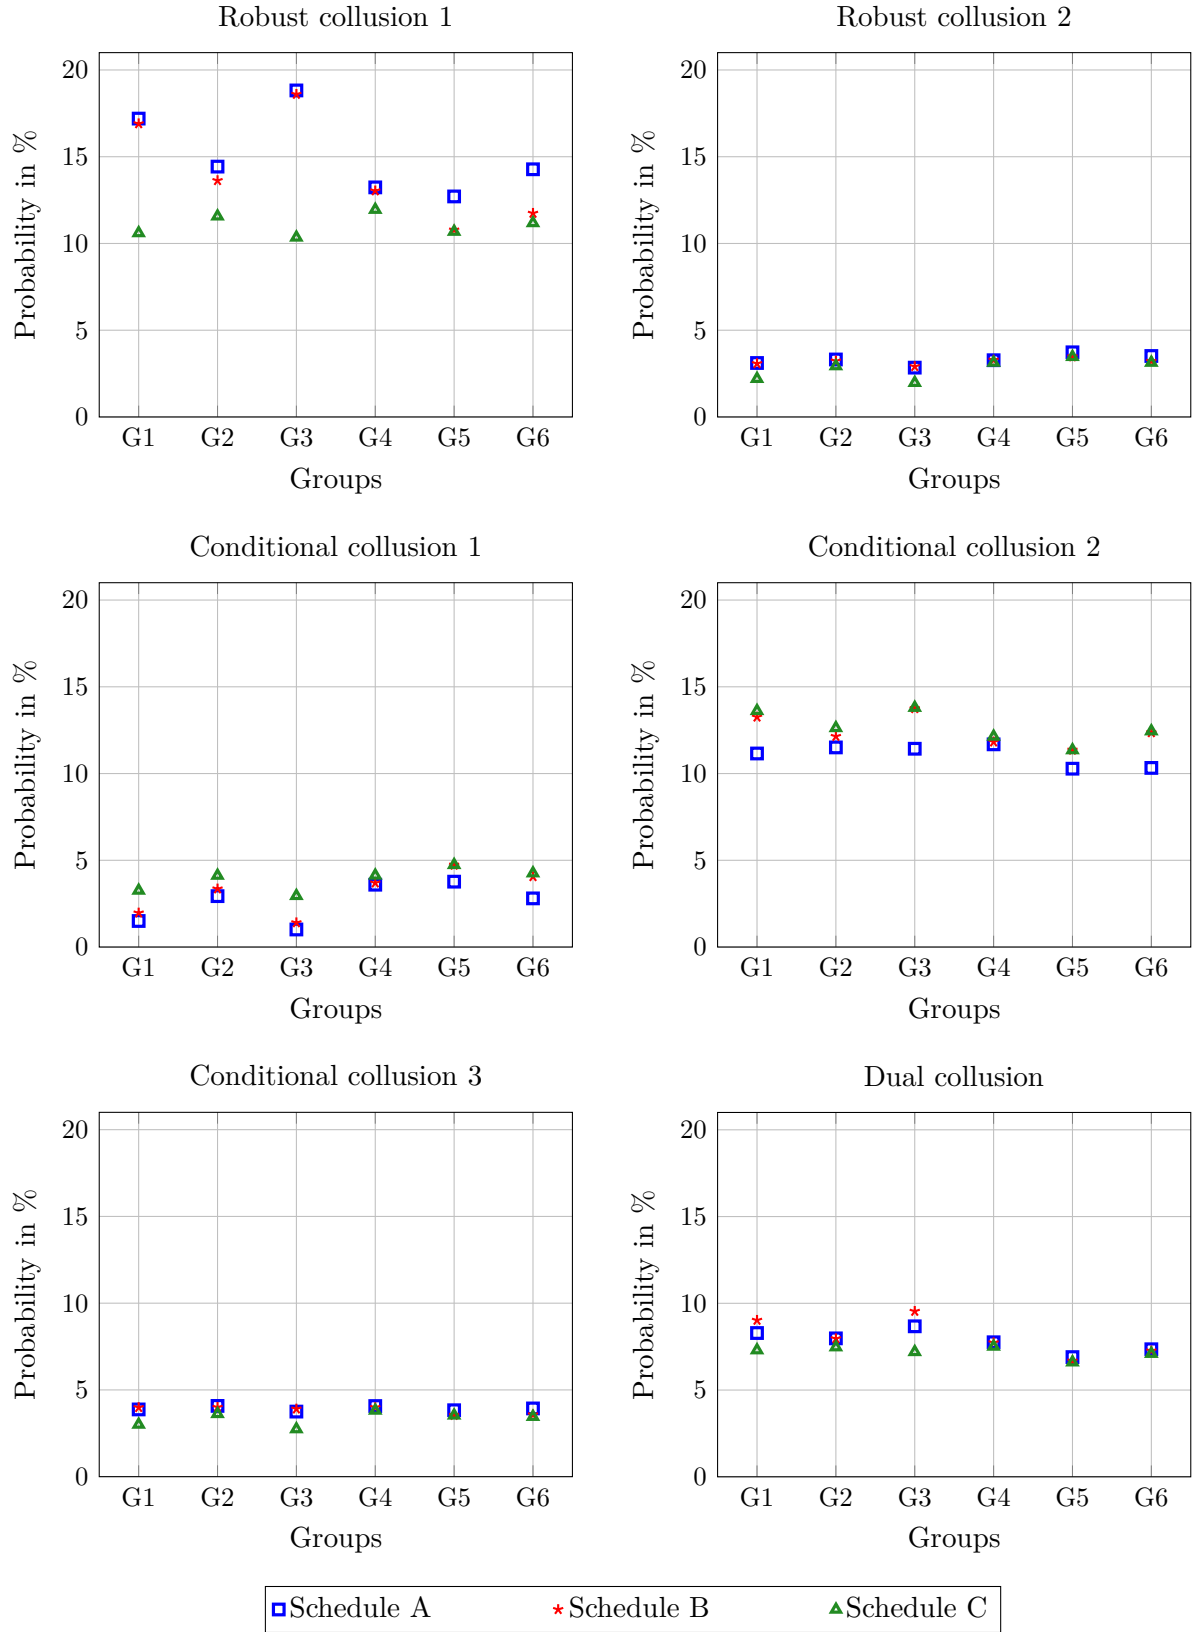 Robust collusion 1
Robust collusion 2
20
15
10
5
0
Probability in %
G1 G2 G3 G4 G5 G6
Groups
20
15
10
5
0
Probability in %
G1 G2 G3 G4 G5 G6
Groups
Conditional collusion 1
Conditional collusion 2
20
15
10
5
0
Probability in %
G1 G2 G3 G4 G5 G6
Groups
20
15
10
5
0
Probability in %
G1 G2 G3 G4 G5 G6
Groups
Conditional collusion 3
Dual collusion
20
15
10
5
0
Probability in %
G1 G2 G3 G4 G5 G6
Groups
20
15
10
5
0
Probability in %
G1 G2 G3 G4 G5 G6
Groups
Schedule A Schedule B Schedule C